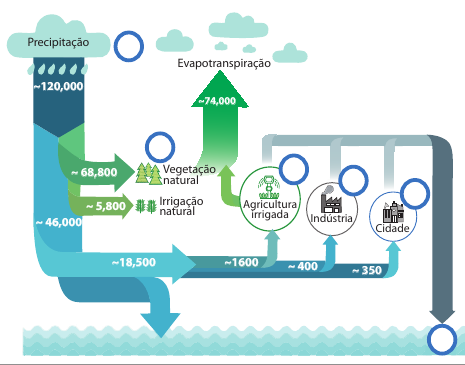 Precipitação
Evapotranspiração
~120,000
~74,000
~ 68,800
Vegetação
natural
~ 5,800
Irrigação
natural
Agricultura
irrigada
Indústria
Cidade
~ 46,000
~18,500
~1600
~ 400
~ 350